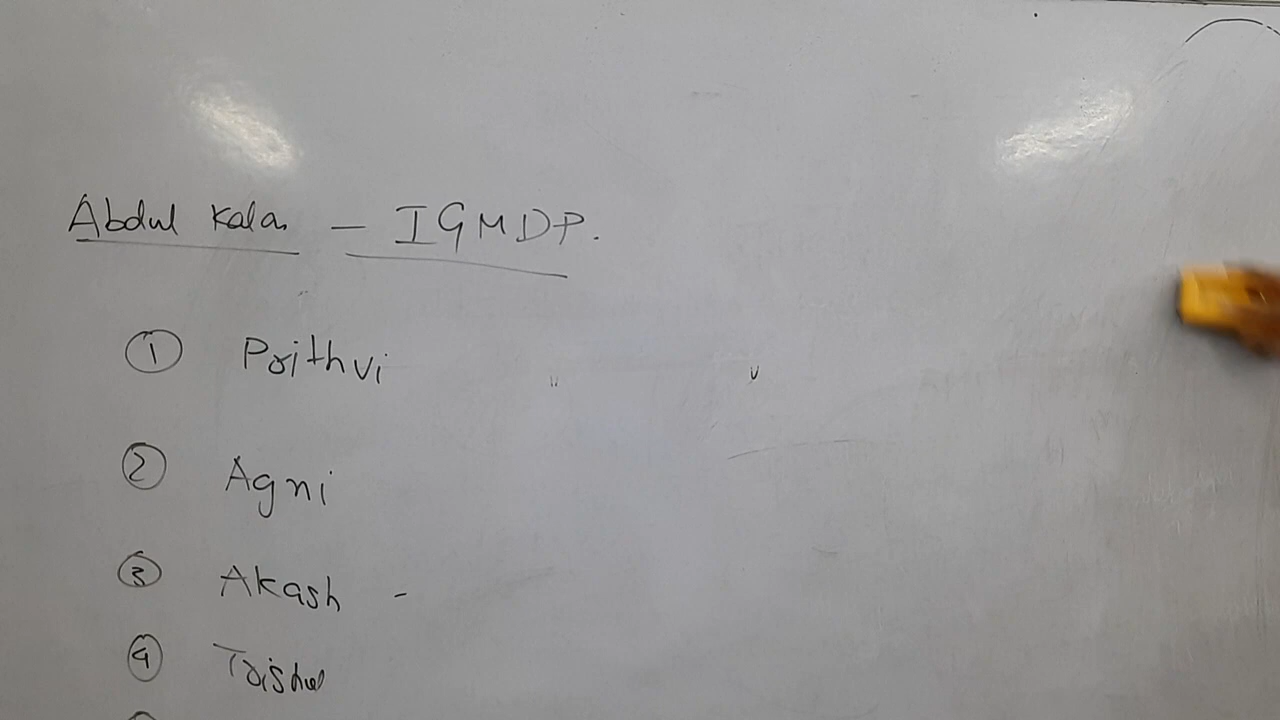 Abdul Kalam - IGMDP.
① Prithvi
② Agni
③ Akash -
④ Trishul